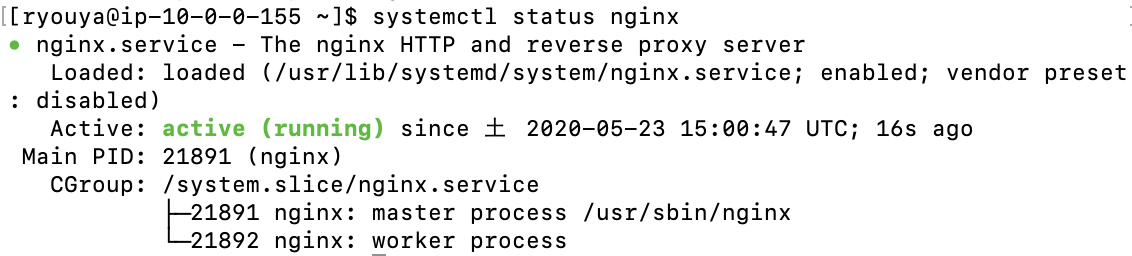 [[ryouya@ip-10-0-0-155 ~]$ systemctl status nginx
● nginx.service – The nginx HTTP and reverse proxy server
   Loaded: loaded (/usr/lib/systemd/system/nginx.service; enabled; vendor preset
: disabled)
   Active: active (running) since 土 2020-05-23 15:00:47 UTC; 16s ago
 Main PID: 21891 (nginx)
   CGroup: /system.slice/nginx.service
           ├─21891 nginx: master process /usr/sbin/nginx
           └─21892 nginx: worker process